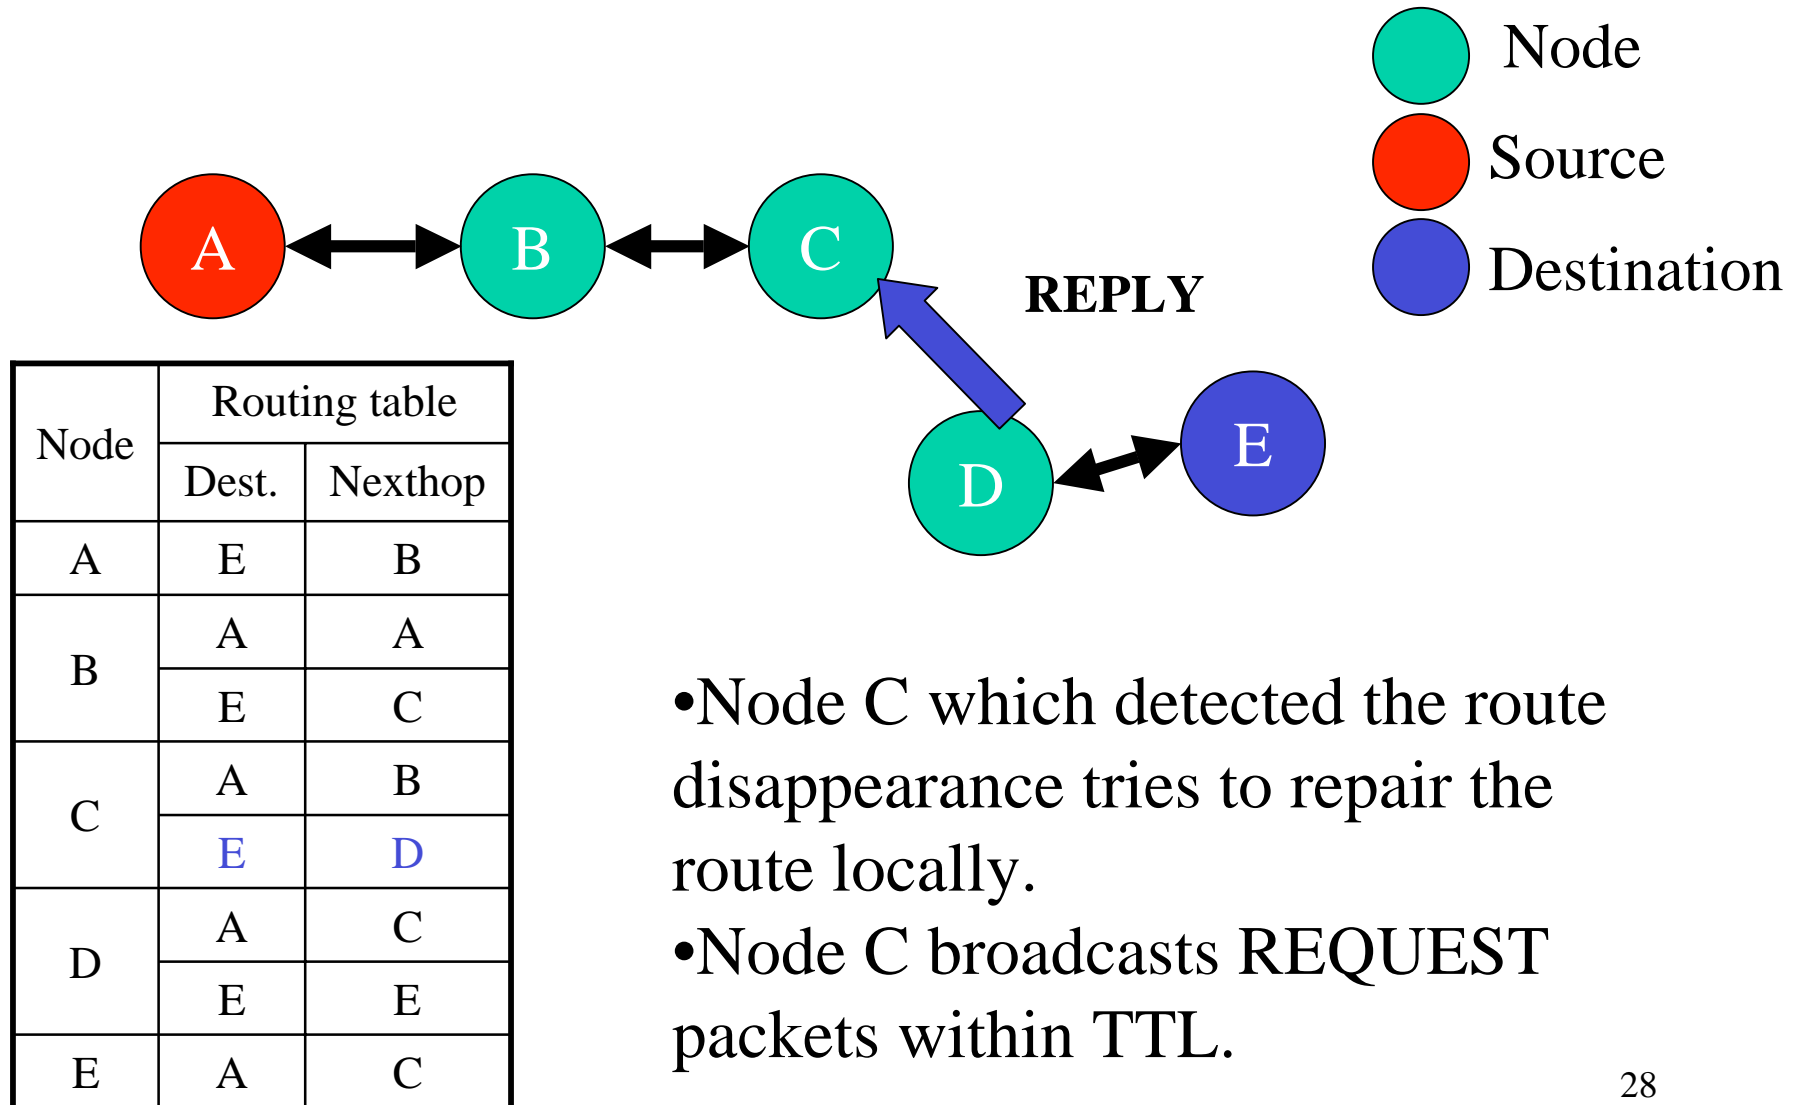 Node
Source
Destination
A
B
C
REPLY
D
E
Node
Routing table
Dest. Nexthop
A E B
B A A
E C
C A B
E D
D A C
E E
E A C
•Node C which detected the route
disappearance tries to repair the
route locally.
•Node C broadcasts REQUEST
packets within TTL.
28